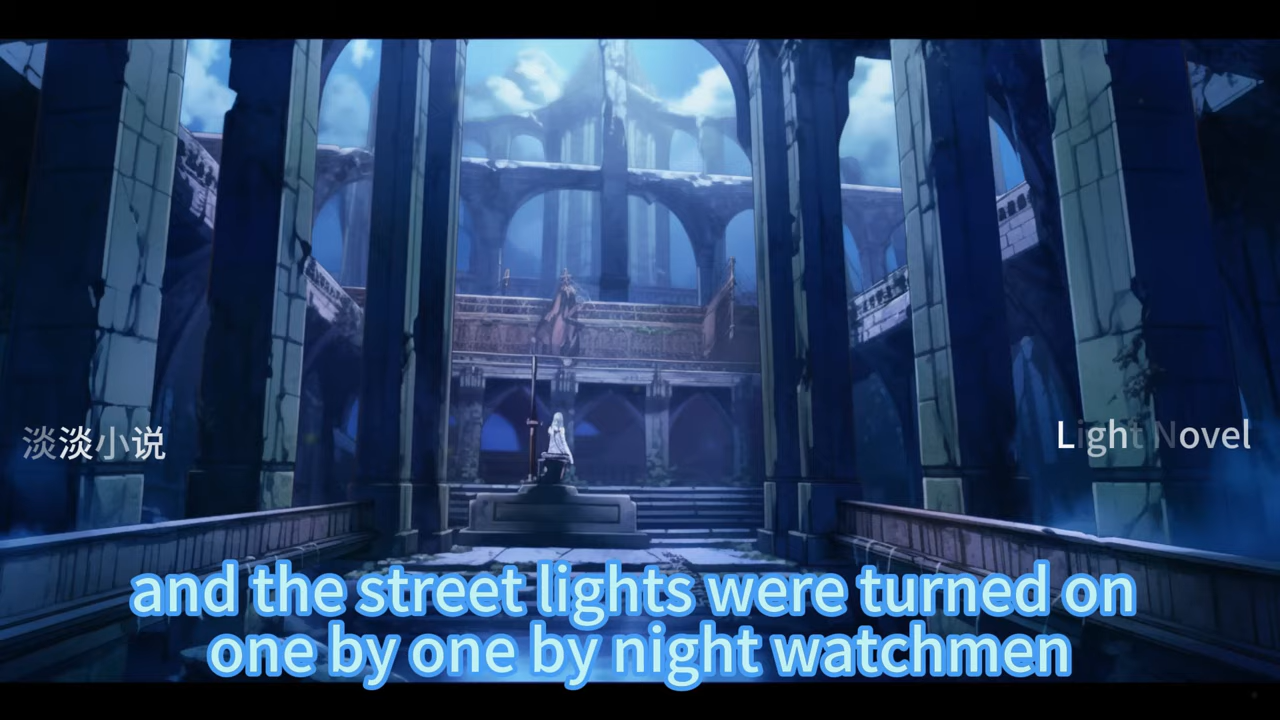 淡淡小说
Light Novel
and the street lights were turned on
one by one by night watchmen